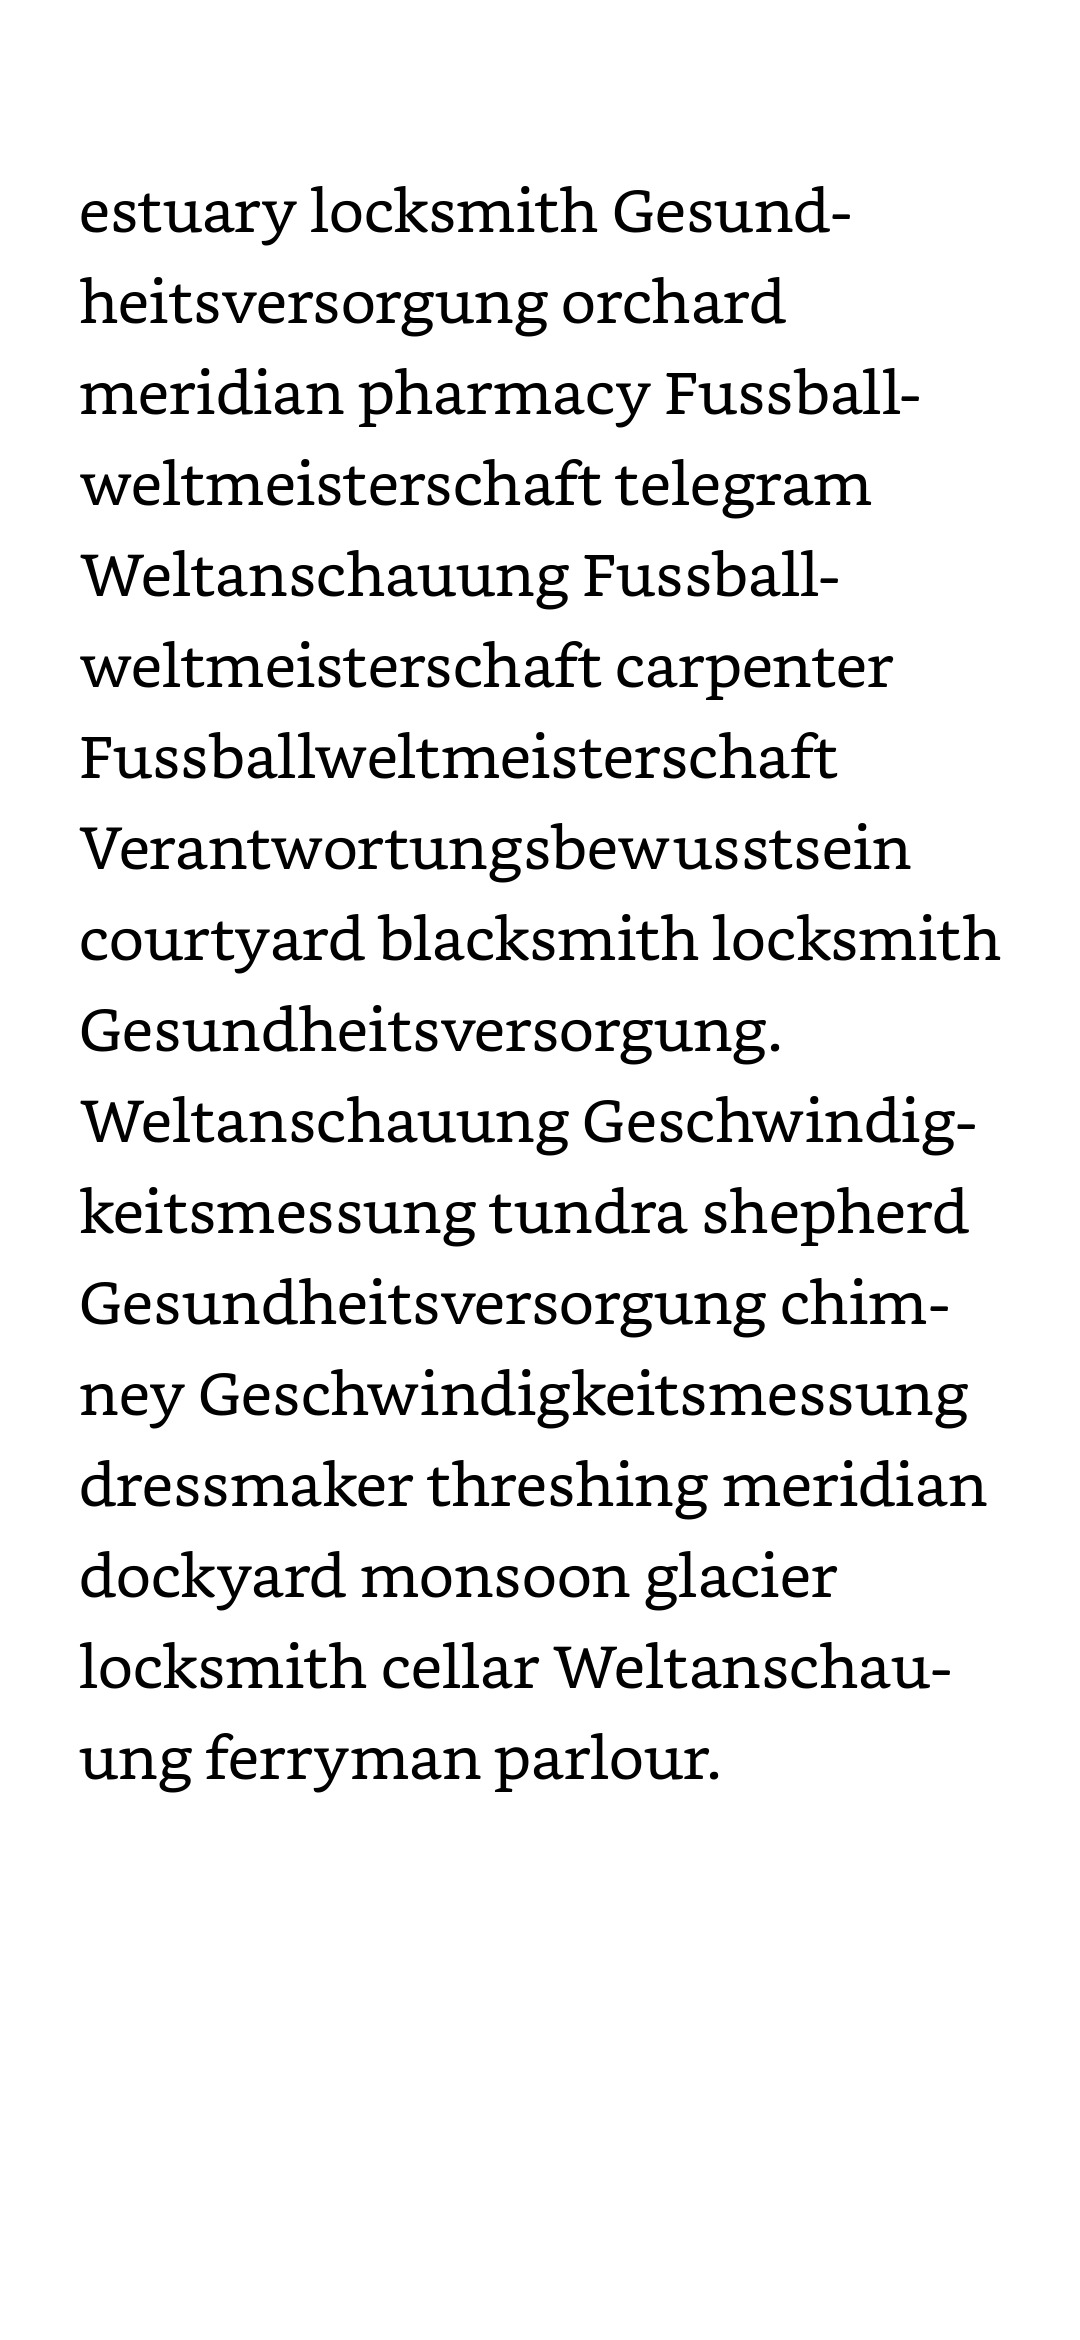 estuary locksmith Gesund-
heitsversorgung orchard
meridian pharmacy Fussball-
weltmeisterschaft telegram
Weltanschauung Fussball-
weltmeisterschaft carpenter
Fussballweltmeisterschaft
Verantwortungsbewusstsein
courtyard blacksmith locksmith
Gesundheitsversorgung.
Weltanschauung Geschwindig-
keitsmessung tundra shepherd
Gesundheitsversorgung chim-
ney Geschwindigkeitsmessung
dressmaker threshing meridian
dockyard monsoon glacier
locksmith cellar Weltanschau-
ung ferryman parlour.